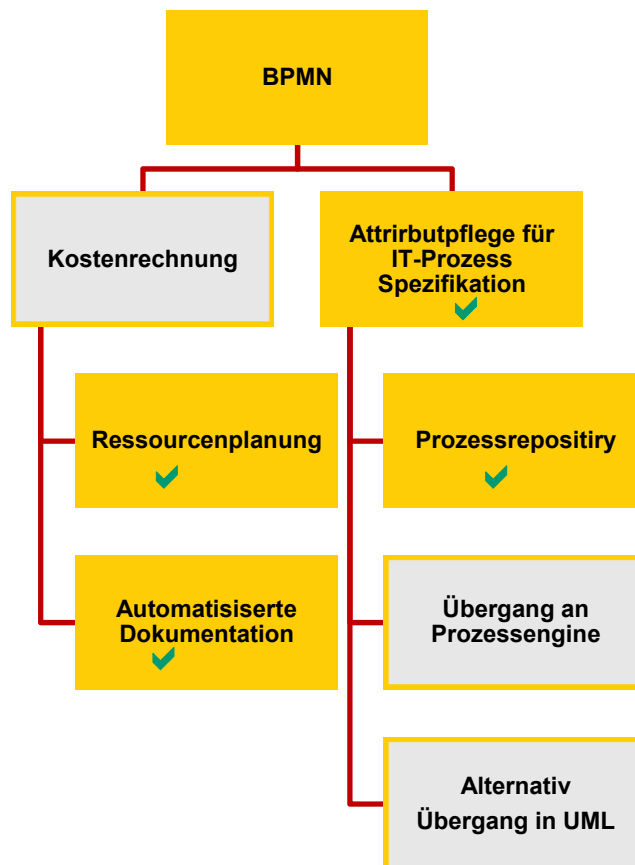 BPMN
Kostenrechnung
Attrirbutpflege für
IT-Prozess
Spezifikation
Ressourcenplanung
Prozessrepositiry
Automatisiserte
Dokumentation
Übergang an
Prozessengine
Alternativ
Übergang in UML